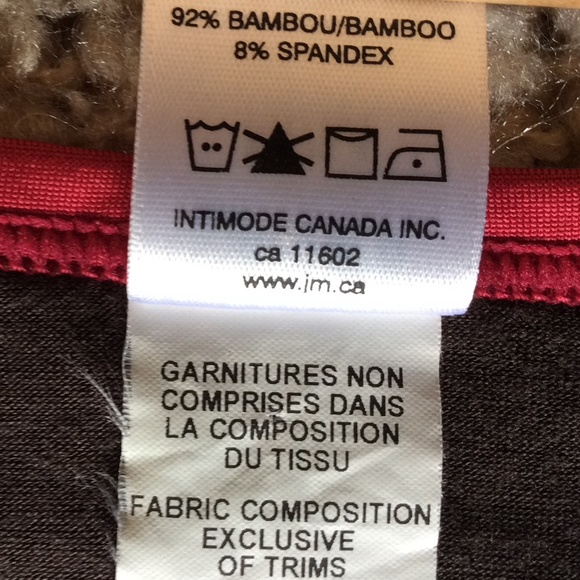 92% BAMBOU/BAMBOO
8% SPANDEX
INTIMODE CANADA INC.
ca 11602
www.jm.ca
GARNITURES NON
COMPRISES DANS
LA COMPOSITION
DU TISSU
FABRIC COMPOSITION
EXCLUSIVE
OF TRIMS